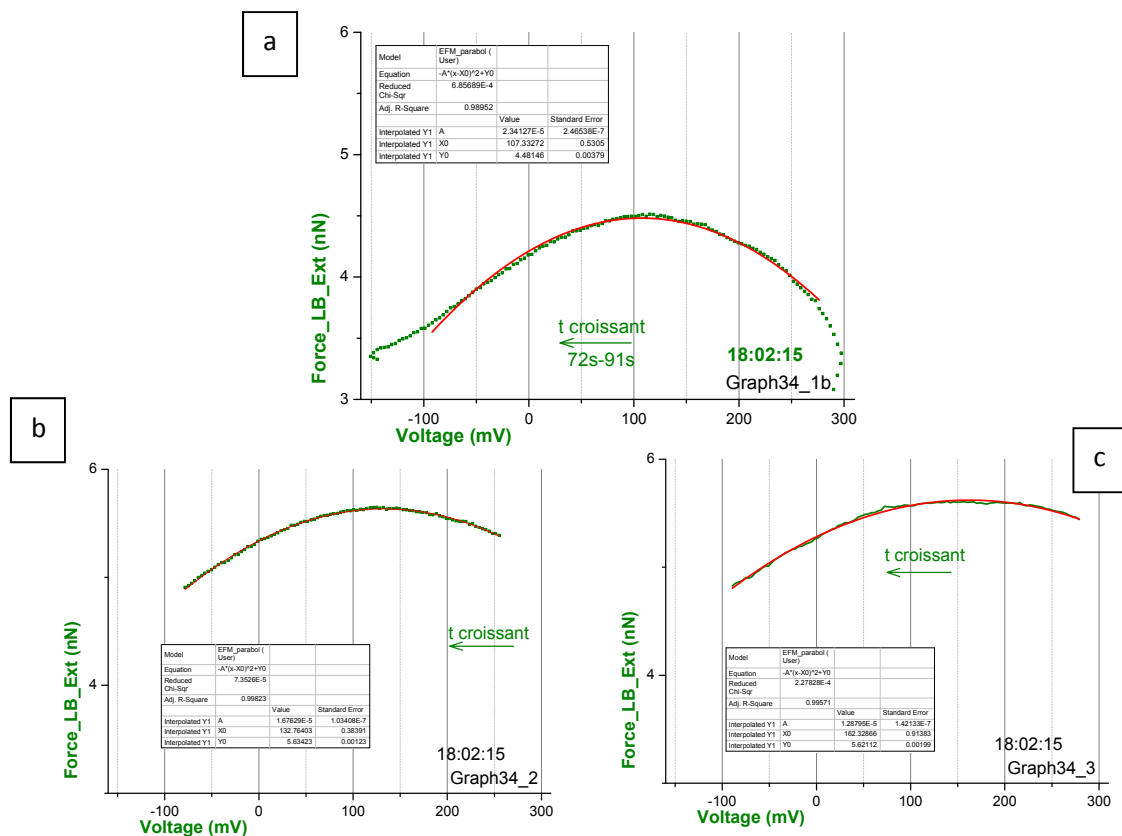 a
6
5
4
3
Force_LB_Ext (nN)
Model EFM_parabol (
User)
Equation -A*(x-X0)^2+Y0
Reduced
Chi-Sqr 6.85689E-4
Adj. R-Square 0.98952
Value Standard Error
Interpolated Y1 A 2.34127E-5 2.46538E-7
Interpolated Y1 X0 107.33272 0.5305
Interpolated Y1 Y0 4.48146 0.00379
t croissant
72s-91s
18:02:15
Graph34_1b
-100 0 100 200 300
Voltage (mV)
b
6
4
Force_LB_Ext (nN)
t croissant
Model EFM_parabol (
User)
Equation -A*(x-X0)^2+Y0
Reduced
Chi-Sqr 7.3526E-5
Adj. R-Square 0.99823
Value Standard Error
Interpolated Y1 A 1.67629E-5 1.03408E-7
Interpolated Y1 X0 132.76403 0.38391
Interpolated Y1 Y0 5.63423 0.00123
18:02:15
Graph34_2
-100 0 100 200 300
Voltage (mV)
c
6
4
Force_LB_Ext (nN)
t croissant
Model EFM_parabol (
User)
Equation -A*(x-X0)^2+Y0
Reduced
Chi-Sqr 2.27828E-4
Adj. R-Square 0.99571
Value Standard Error
Interpolated Y1 A 1.28795E-5 1.42133E-7
Interpolated Y1 X0 162.32866 0.91383
Interpolated Y1 Y0 5.62112 0.00199
18:02:15
Graph34_3
-100 0 100 200 300
Voltage (mV)